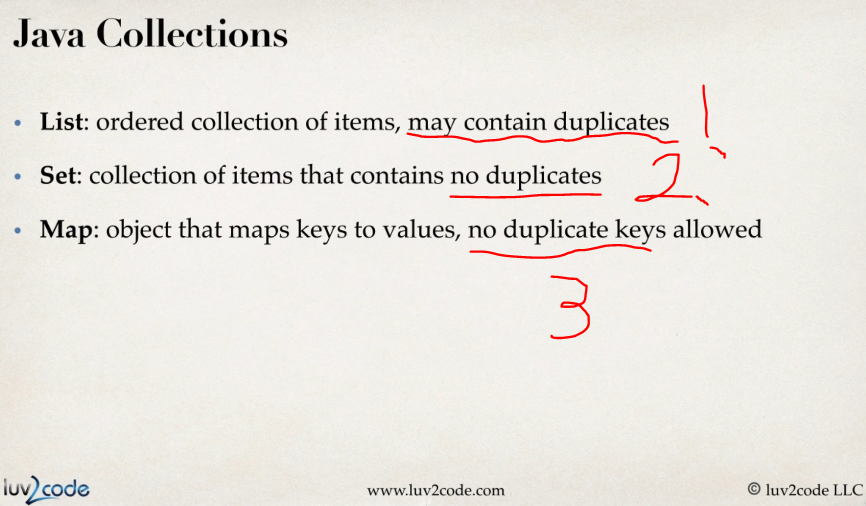 Java Collections
• List: ordered collection of items, may contain duplicates 1.
• Set: collection of items that contains no duplicates 2.
• Map: object that maps keys to values, no duplicate keys allowed
3
luv2code www.luv2code.com © luv2code LLC